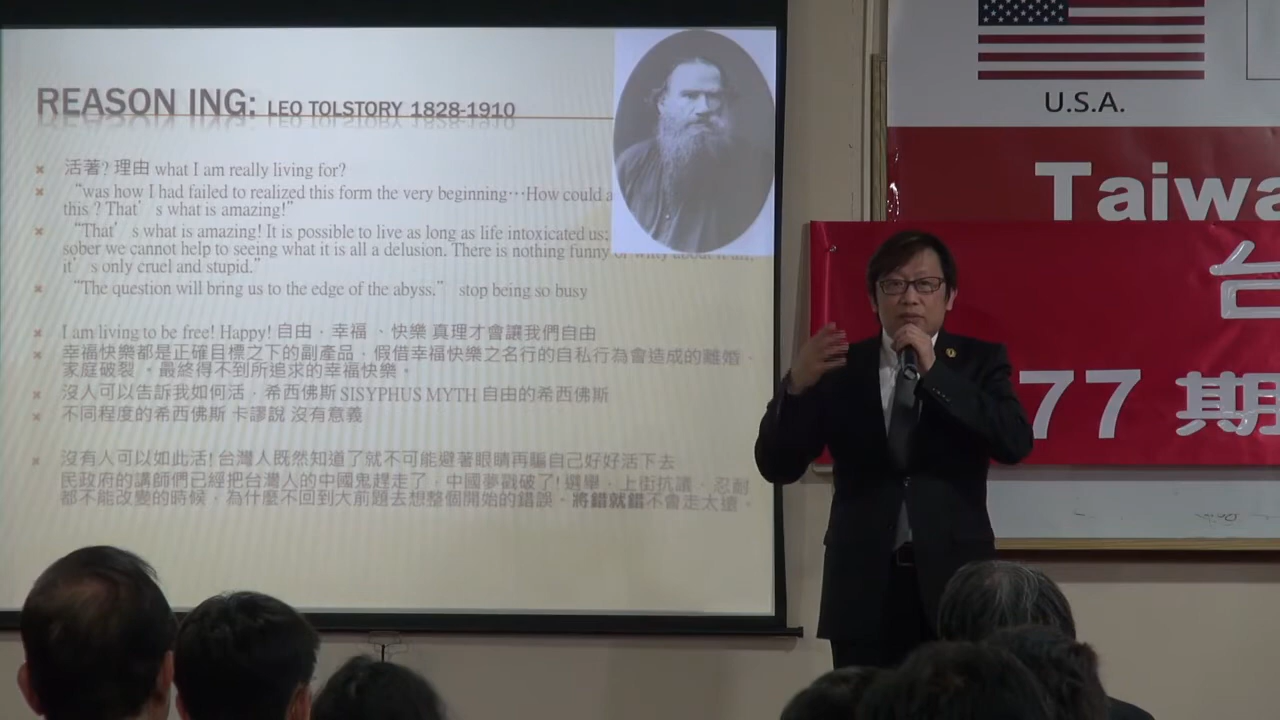 REASON ING: LEO TOLSTORY 1828-1910
活著? 理由 what I am really living for?
“was how I had failed to realized this form the very beginning…How could a
this ? That’s what is amazing!”
“That’s what is amazing! It is possible to live as long as life intoxicated us;
sober we cannot help to seeing what it is all a delusion. There is nothing funny or witty about it all,
it’s only cruel and stupid.”
“The question will bring us to the edge of the abyss.” stop being so busy
I am living to be free! Happy! 自由．幸福、快樂 真理才會讓我們自由
幸福快樂都是正確目標之下的副產品．假借幸福快樂之名行的自私行為會造成的離婚．
家庭破裂．最終得不到所追求的幸福快樂。
沒人可以告訴我如何活．希西佛斯 SISYPHUS MYTH 自由的希西佛斯
不同程度的希西佛斯 卡謬說 沒有意義
沒有人可以如此活! 台灣人既然知道了就不可能避著眼睛再騙自己好好活下去
民政府的講師們已經把台灣人的中國鬼趕走了．中國夢戳破了! 選舉．上街抗議．忍耐
都不能改變的時候．為什麼不回到大前題去想整個開始的錯誤。將錯就錯不會走太遠。
U.S.A.
Taiwa
台
77 期